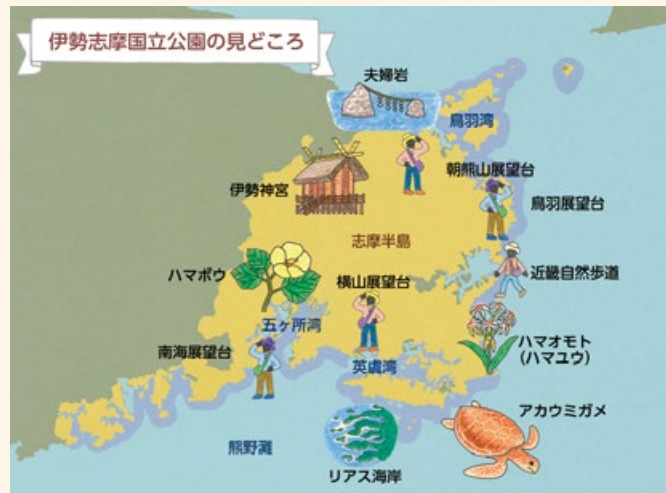 伊勢志摩国立公園の見どころ
夫婦岩
鳥羽湾
朝熊山展望台
伊勢神宮
鳥羽展望台
志摩半島
近畿自然歩道
ハマボウ
横山展望台
五ヶ所湾
ハマオモト
（ハマユウ）
南海展望台
英虞湾
アカウミガメ
熊野灘
リアス海岸